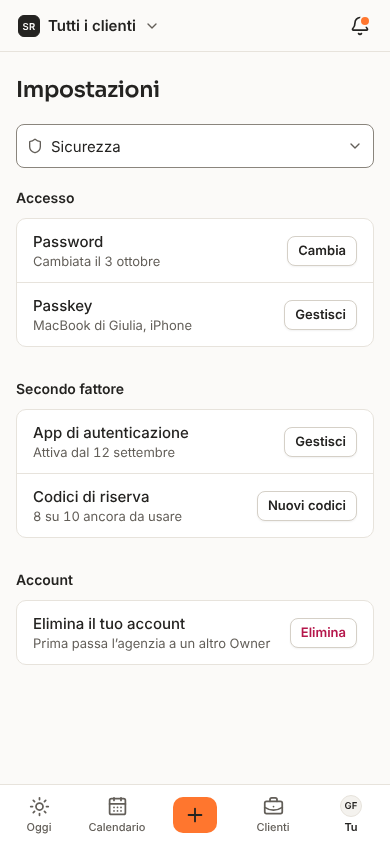 SR Tutti i clienti
Impostazioni
Sicurezza
Accesso
Password
Cambiata il 3 ottobre
Cambia
Passkey
MacBook di Giulia, iPhone
Gestisci
Secondo fattore
App di autenticazione
Attiva dal 12 settembre
Gestisci
Codici di riserva
8 su 10 ancora da usare
Nuovi codici
Account
Elimina il tuo account
Prima passa l’agenzia a un altro Owner
Elimina
Oggi
Calendario
Clienti
GF
Tu